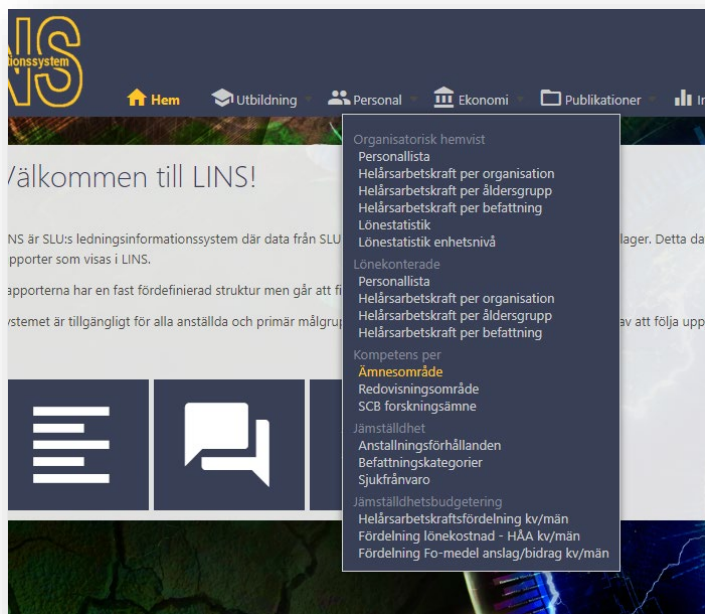 NS
tionssystem
Hem Utbildning Personal Ekonomi Publikationer
Organisatorisk hemvist
Personallista
Helårsarbetskraft per organisation
Helårsarbetskraft per åldersgrupp
Helårsarbetskraft per befattning
Lönestatistik
Lönestatistik enhetsnivå
Lönekonterade
Personallista
Helårsarbetskraft per organisation
Helårsarbetskraft per åldersgrupp
Helårsarbetskraft per befattning
Kompetens per
Ämnesområde
Redovisningsområde
SCB forskningsämne
Jämställdhet
Anstallningsförhållanden
Befattningskategorier
Sjukfrånvaro
Jämställdhetsbudgetering
Helårsarbetskraftsfördelning kv/män
Fördelning lönekostnad - HÅA kv/män
Fördelning Fo-medel anslag/bidrag kv/män
Välkommen till LINS!
NS är SLU:s ledningsinformationssystem där data från SLU lager. Detta da
apporter som visas i LINS.
apporterna har en fast fördefinierad struktur men går att fi
ystemet är tillgängligt för alla anställda och primär målgrup av att följa upp